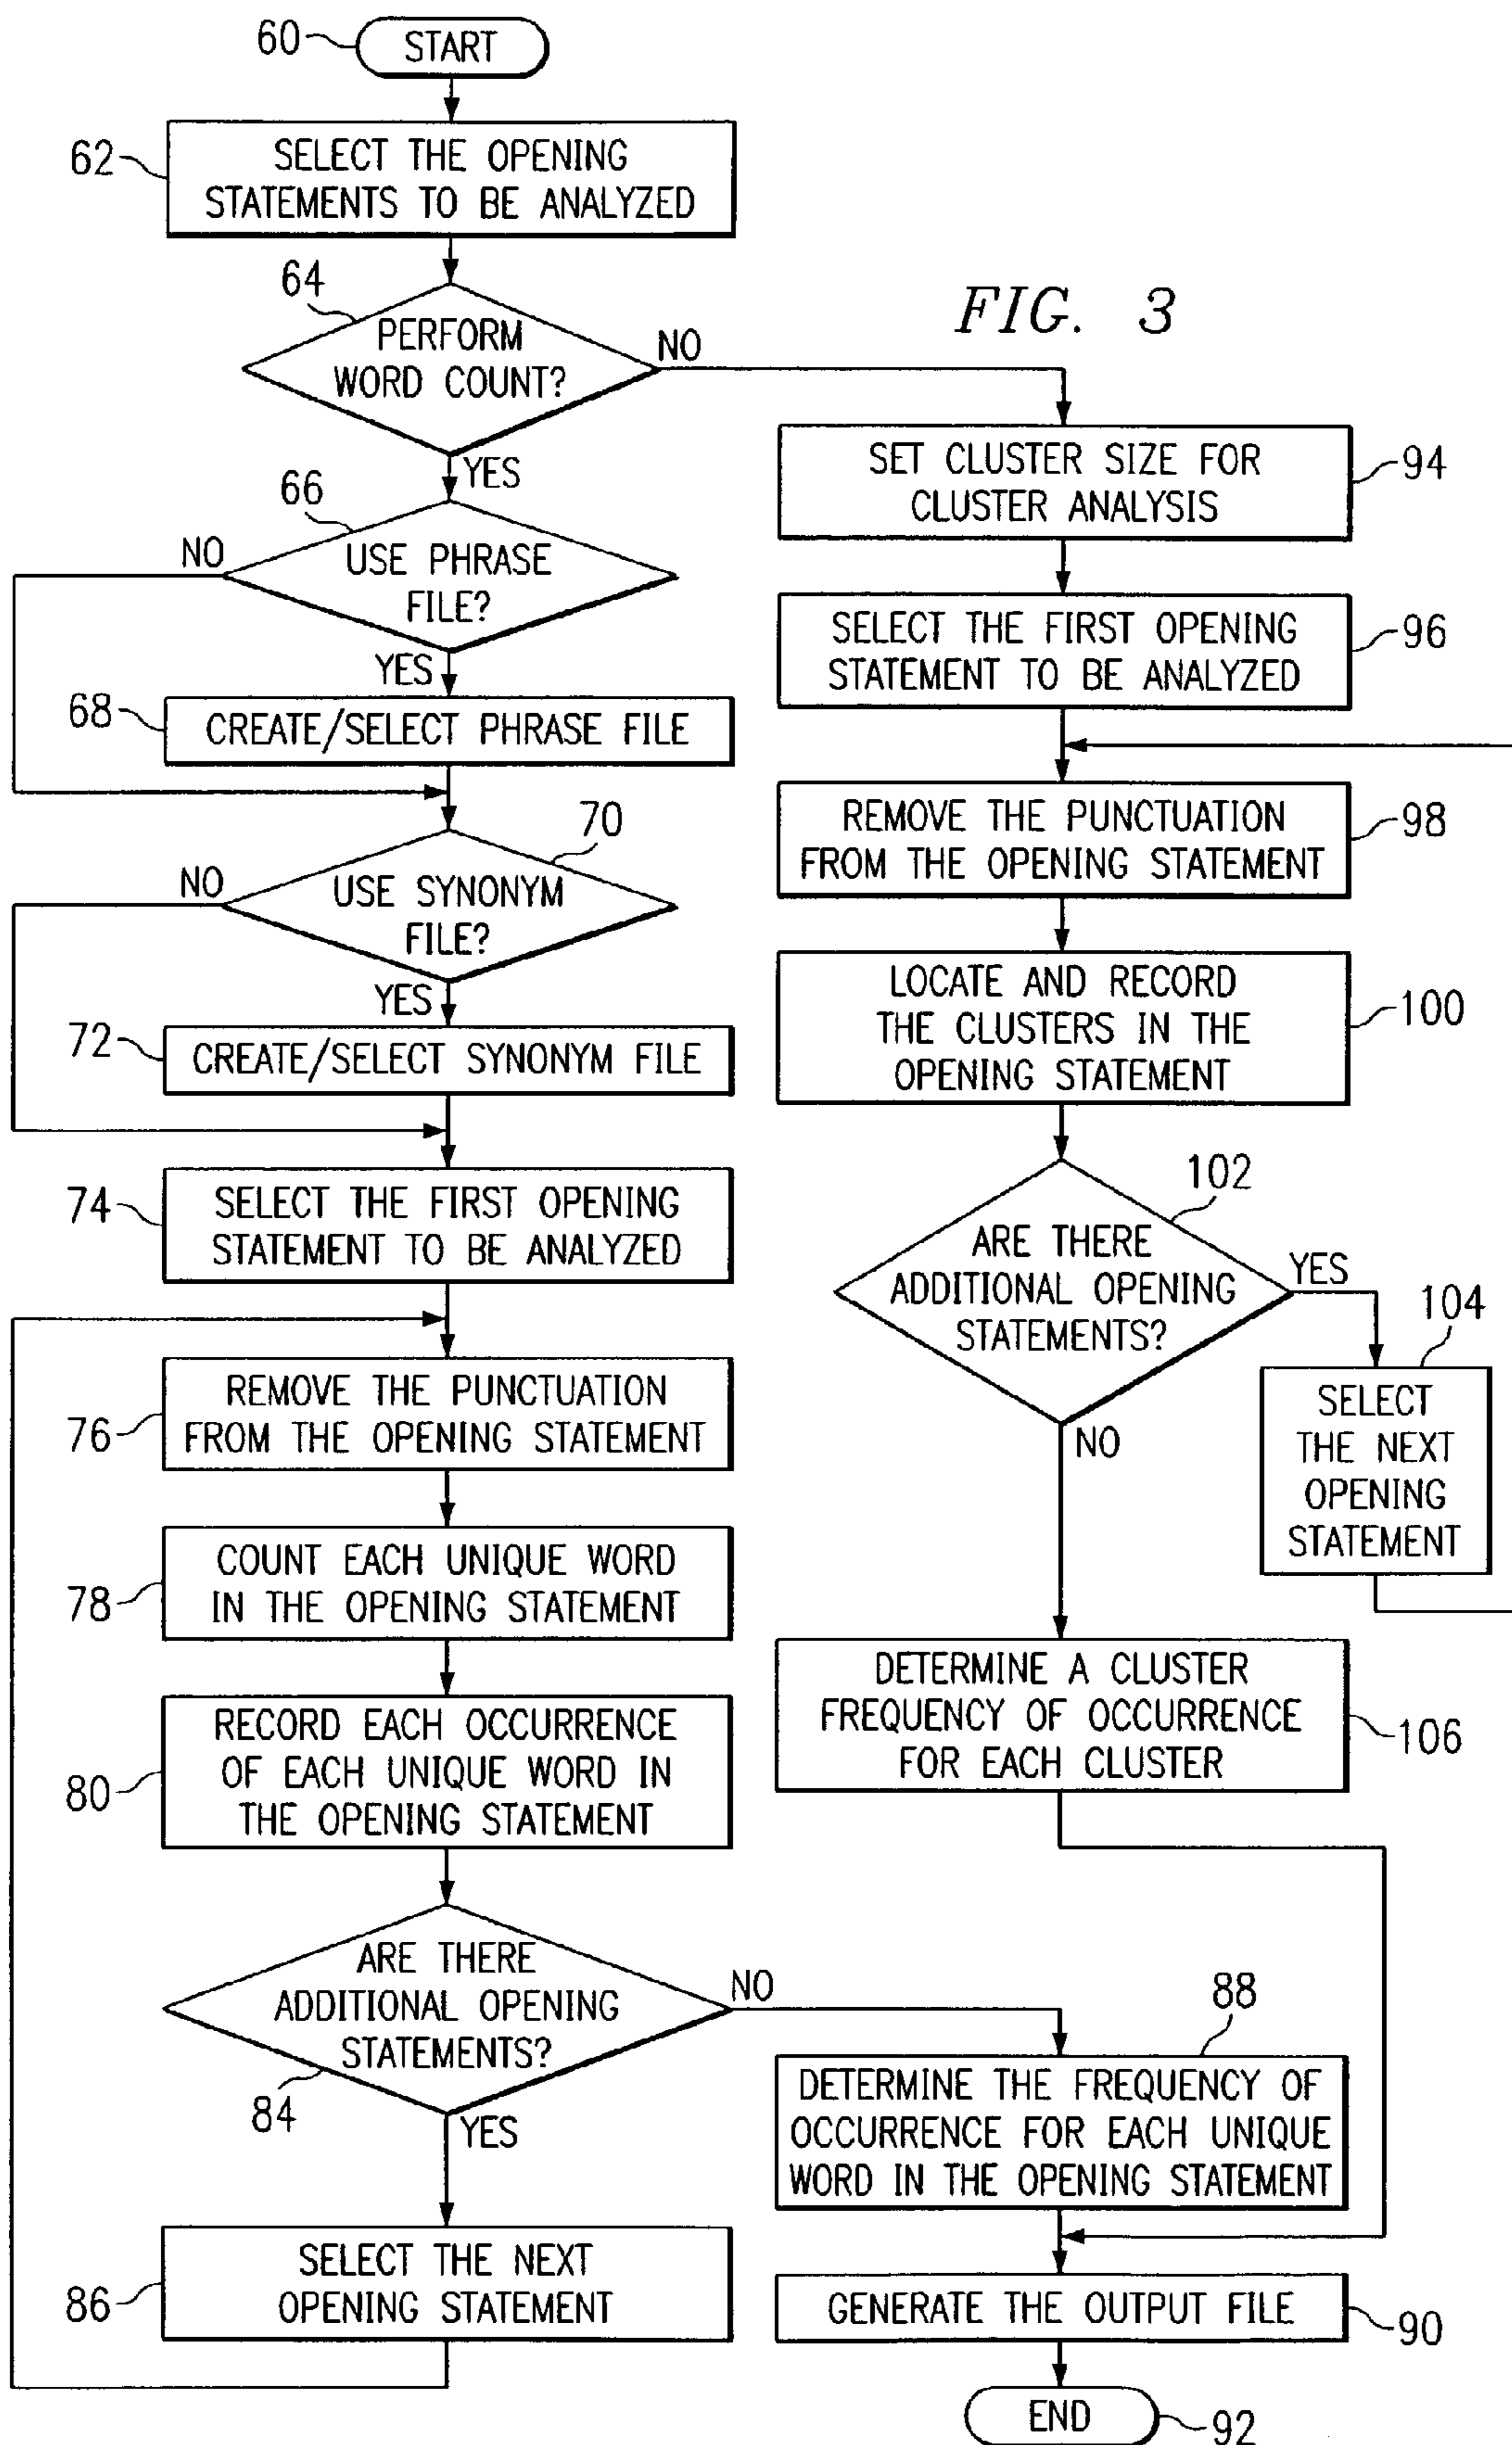 60
START
62
SELECT THE OPENING
STATEMENTS TO BE ANALYZED
64
PERFORM
WORD COUNT?
NO
YES
FIG. 3
66
NO
USE PHRASE
FILE?
YES
68
CREATE/SELECT PHRASE FILE
70
NO
USE SYNONYM
FILE?
YES
72
CREATE/SELECT SYNONYM FILE
74
SELECT THE FIRST OPENING
STATEMENT TO BE ANALYZED
76
REMOVE THE PUNCTUATION
FROM THE OPENING STATEMENT
78
COUNT EACH UNIQUE WORD
IN THE OPENING STATEMENT
80
RECORD EACH OCCURRENCE
OF EACH UNIQUE WORD IN
THE OPENING STATEMENT
ARE THERE
ADDITIONAL OPENING
STATEMENTS?
84
NO
YES
86
SELECT THE NEXT
OPENING STATEMENT
SET CLUSTER SIZE FOR
CLUSTER ANALYSIS
94
SELECT THE FIRST OPENING
STATEMENT TO BE ANALYZED
96
REMOVE THE PUNCTUATION
FROM THE OPENING STATEMENT
98
LOCATE AND RECORD
THE CLUSTERS IN THE
OPENING STATEMENT
100
102
ARE THERE
ADDITIONAL OPENING
STATEMENTS?
YES
NO
104
SELECT
THE NEXT
OPENING
STATEMENT
DETERMINE A CLUSTER
FREQUENCY OF OCCURRENCE
FOR EACH CLUSTER
106
88
DETERMINE THE FREQUENCY OF
OCCURRENCE FOR EACH UNIQUE
WORD IN THE OPENING STATEMENT
GENERATE THE OUTPUT FILE
90
END
92